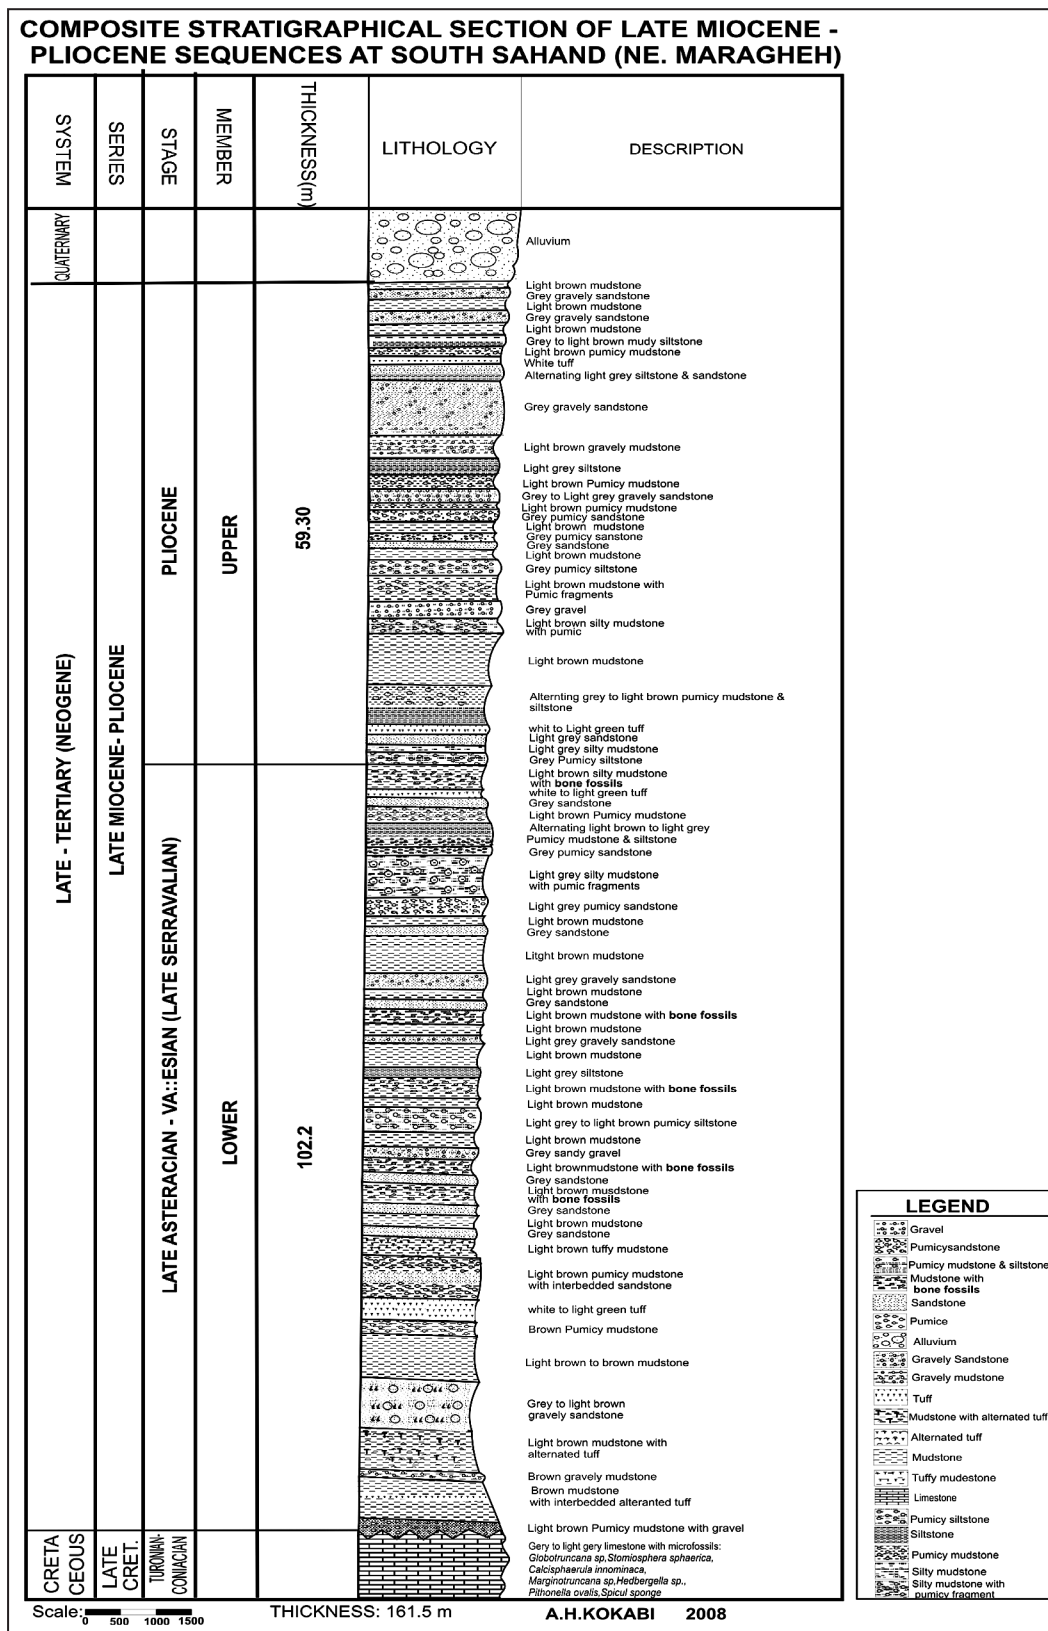 COMPOSITE STRATIGRAPHICAL SECTION OF LATE MIOCENE -
PLIOCENE SEQUENCES AT SOUTH SAHAND (NE. MARAGHEH)
SYSTEM
SERIES
STAGE
MEMBER
THICKNESS(m)
LITHOLOGY
DESCRIPTION
QUATERNARY
LATE - TERTIARY (NEOGENE)
LATE MIOCENE- PLIOCENE
PLIOCENE
UPPER
59.30
LATE ASTERACIAN - VA::ESIAN (LATE SERRAVALIAN)
LOWER
102.2
CRETA
CEOUS
LATE
CRET.
TURONIAN-
CONIACIAN
Alluvium
Light brown mudstone
Grey gravely sandstone
Light brown mudstone
Grey gravely sandstone
Light brown mudstone
Grey to light brown mudy siltstone
Light brown pumicy mudstone
White tuff
Alternating light grey siltstone & sandstone
Grey gravely sandstone
Light brown gravely mudstone
Light grey siltstone
Light brown Pumicy mudstone
Grey to Light grey gravely sandstone
Light brown pumicy mudstone
Grey pumicy sandstone
Light brown mudstone
Grey pumicy sanstone
Grey sandstone
Light brown mudstone
Grey pumicy siltstone
Light brown mudstone with
Pumic fragments
Grey gravel
Light brown silty mudstone
with pumic
Light brown mudstone
Alternting grey to light brown pumicy mudstone &
siltstone
whit to Light green tuff
Light grey sandstone
Light grey silty mudstone
Grey Pumicy siltstone
Light brown silty mudstone
with bone fossils
white to light green tuff
Grey sandstone
Light brown Pumicy mudstone
Alternating light brown to light grey
Pumicy mudstone & siltstone
Grey pumicy sandstone
Light grey silty mudstone
with pumic fragments
Light grey pumicy sandstone
Light brown mudstone
Grey sandstone
Litght brown mudstone
Light grey gravely sandstone
Light brown mudstone
Grey sandstone
Light brown mudstone with bone fossils
Light brown mudstone
Light grey gravely sandstone
Light brown mudstone
Light grey siltstone
Light brown mudstone with bone fossils
Light brown mudstone
Light grey to light brown pumicy siltstone
Light brown mudstone
Grey sandy gravel
Light brownmudstone with bone fossils
Grey sandstone
Light brown musdstone
with bone fossils
Grey sandstone
Light brown mudstone
Grey sandstone
Light brown tuffy mudstone
Light brown pumicy mudstone
with interbedded sandstone
white to light green tuff
Brown Pumicy mudstone
Light brown to brown mudstone
Grey to light brown
gravely sandstone
Light brown mudstone with
alternated tuff
Brown gravely mudstone
Brown mudstone
with interbedded alteranted tuff
Light brown Pumicy mudstone with gravel
Gery to light gery limestone with microfossils:
Globotruncana sp,Stomiosphera sphaerica,
Calcisphaerula innominaca,
Marginotruncana sp,Hedbergella sp.,
Pithonella ovalis,Spicul sponge
Scale:
0 500 1000 1500
THICKNESS: 161.5 m
A.H.KOKABI 2008
LEGEND
Gravel
Pumicysandstone
Pumicy mudstone & siltstone
Mudstone with
bone fossils
Sandstone
Pumice
Alluvium
Gravely Sandstone
Gravely mudstone
Tuff
Mudstone with alternated tuff
Alternated tuff
Mudstone
Tuffy mudestone
Limestone
Pumicy siltstone
Siltstone
Pumicy mudstone
Silty mudstone
Silty mudstone with
pumicy fragment